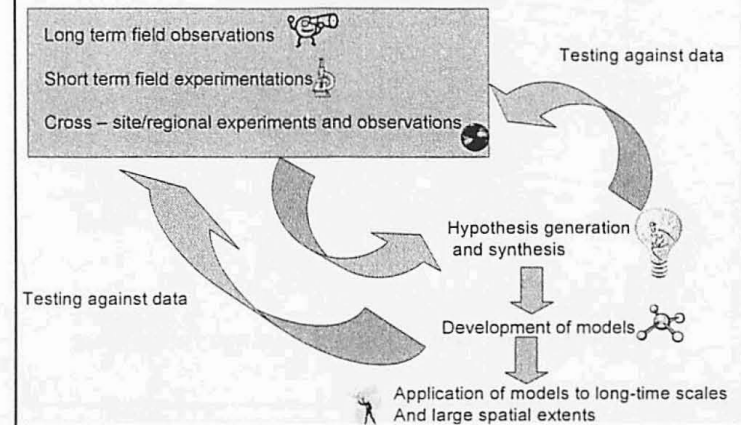 Long term field observations
Testing against data
Short term field experimentations
Cross – site/regional experiments and observations
Hypothesis generation
and synthesis
Testing against data
Development of models
Application of models to long-time scales
And large spatial extents